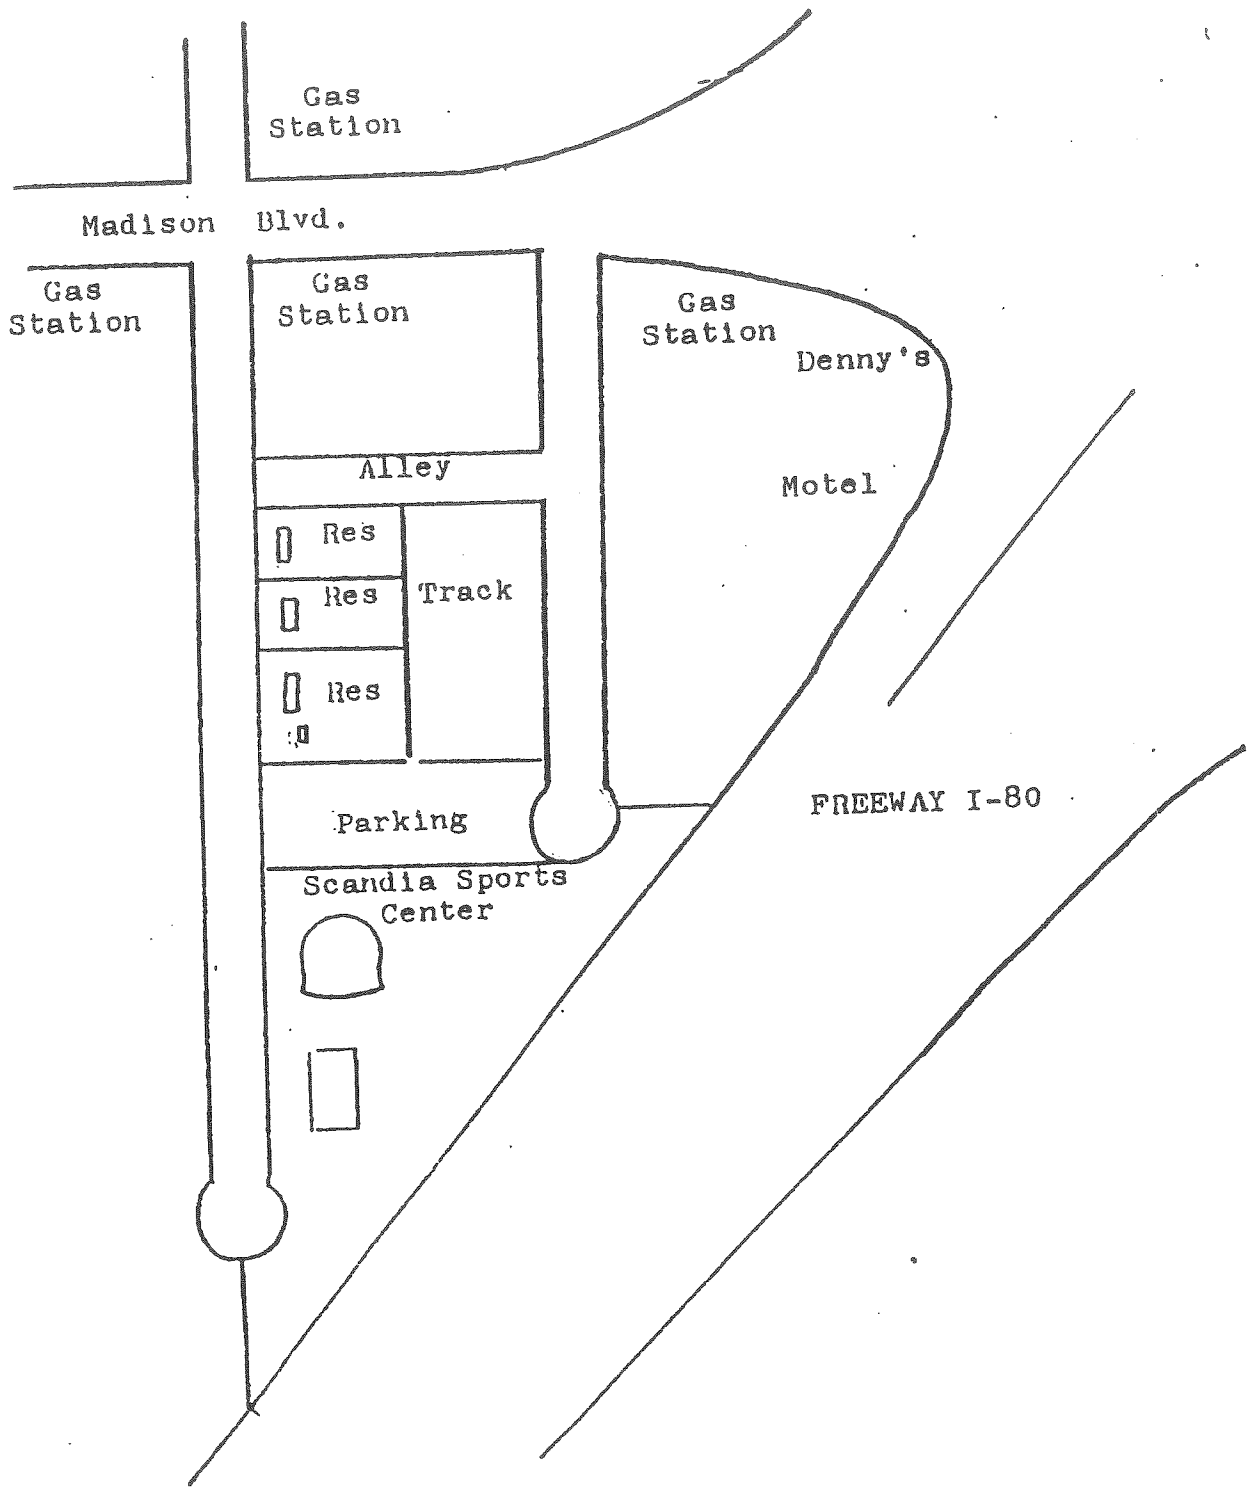 Gas
Station
Madison Blvd.
Gas
Station
Gas
Station
Gas
Station
Denny's
Alley
Motel
Res
Res
Track
Res
FREEWAY I-80
Parking
Scandia Sports
Center